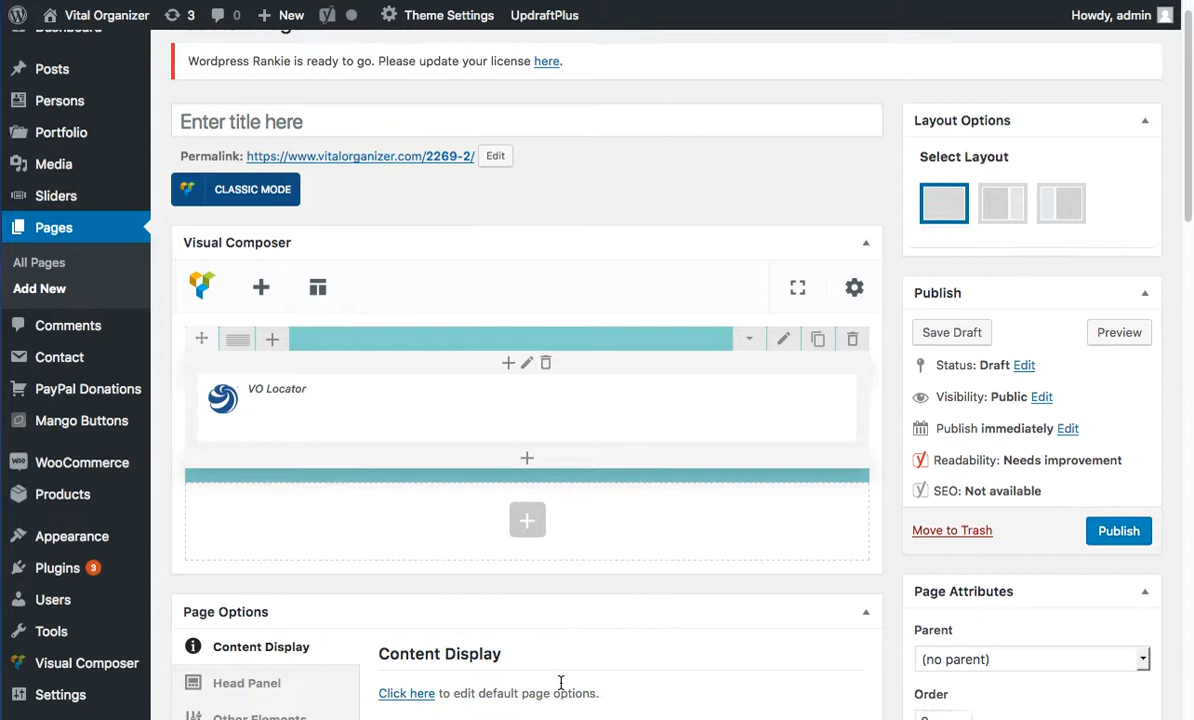 Vital Organizer 3 0 New Theme Settings UpdraftPlus Howdy, admin
Dashboard
Posts
Persons
Portfolio
Media
Sliders
Pages
All Pages
Add New
Comments
Contact
PayPal Donations
Mango Buttons
WooCommerce
Products
Appearance
Plugins 3
Users
Tools
Visual Composer
Settings
Wordpress Rankie is ready to go. Please update your license here.
Enter title here
Permalink: https://www.vitalorganizer.com/2269-2/ Edit
CLASSIC MODE
Visual Composer
VO Locator
Page Options
Content Display
Head Panel
Other Elements
Content Display
Click here to edit default page options.
Layout Options
Select Layout
Publish
Save Draft Preview
Status: Draft Edit
Visibility: Public Edit
Publish immediately Edit
Readability: Needs improvement
SEO: Not available
Move to Trash Publish
Page Attributes
Parent
(no parent)
Order